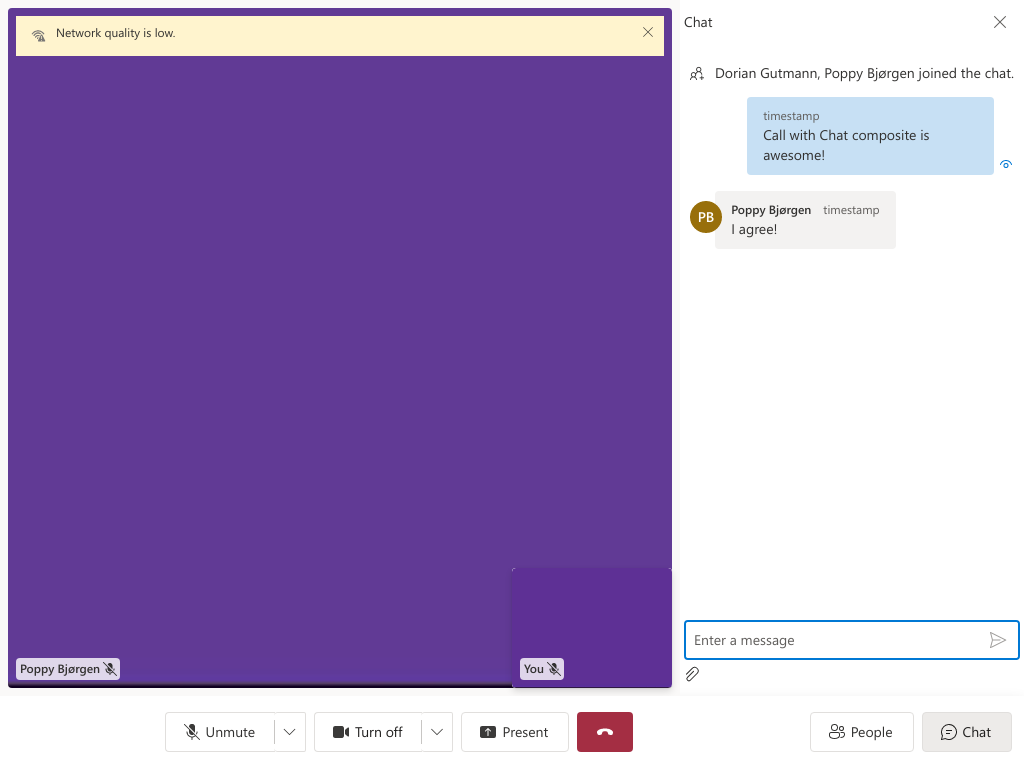 Network quality is low.
Chat
Dorian Gutmann, Poppy Bjørgen joined the chat.
timestamp
Call with Chat composite is
awesome!
PB
Poppy Bjørgen timestamp
I agree!
Enter a message
Poppy Bjørgen
You
Unmute
Turn off
Present
People
Chat